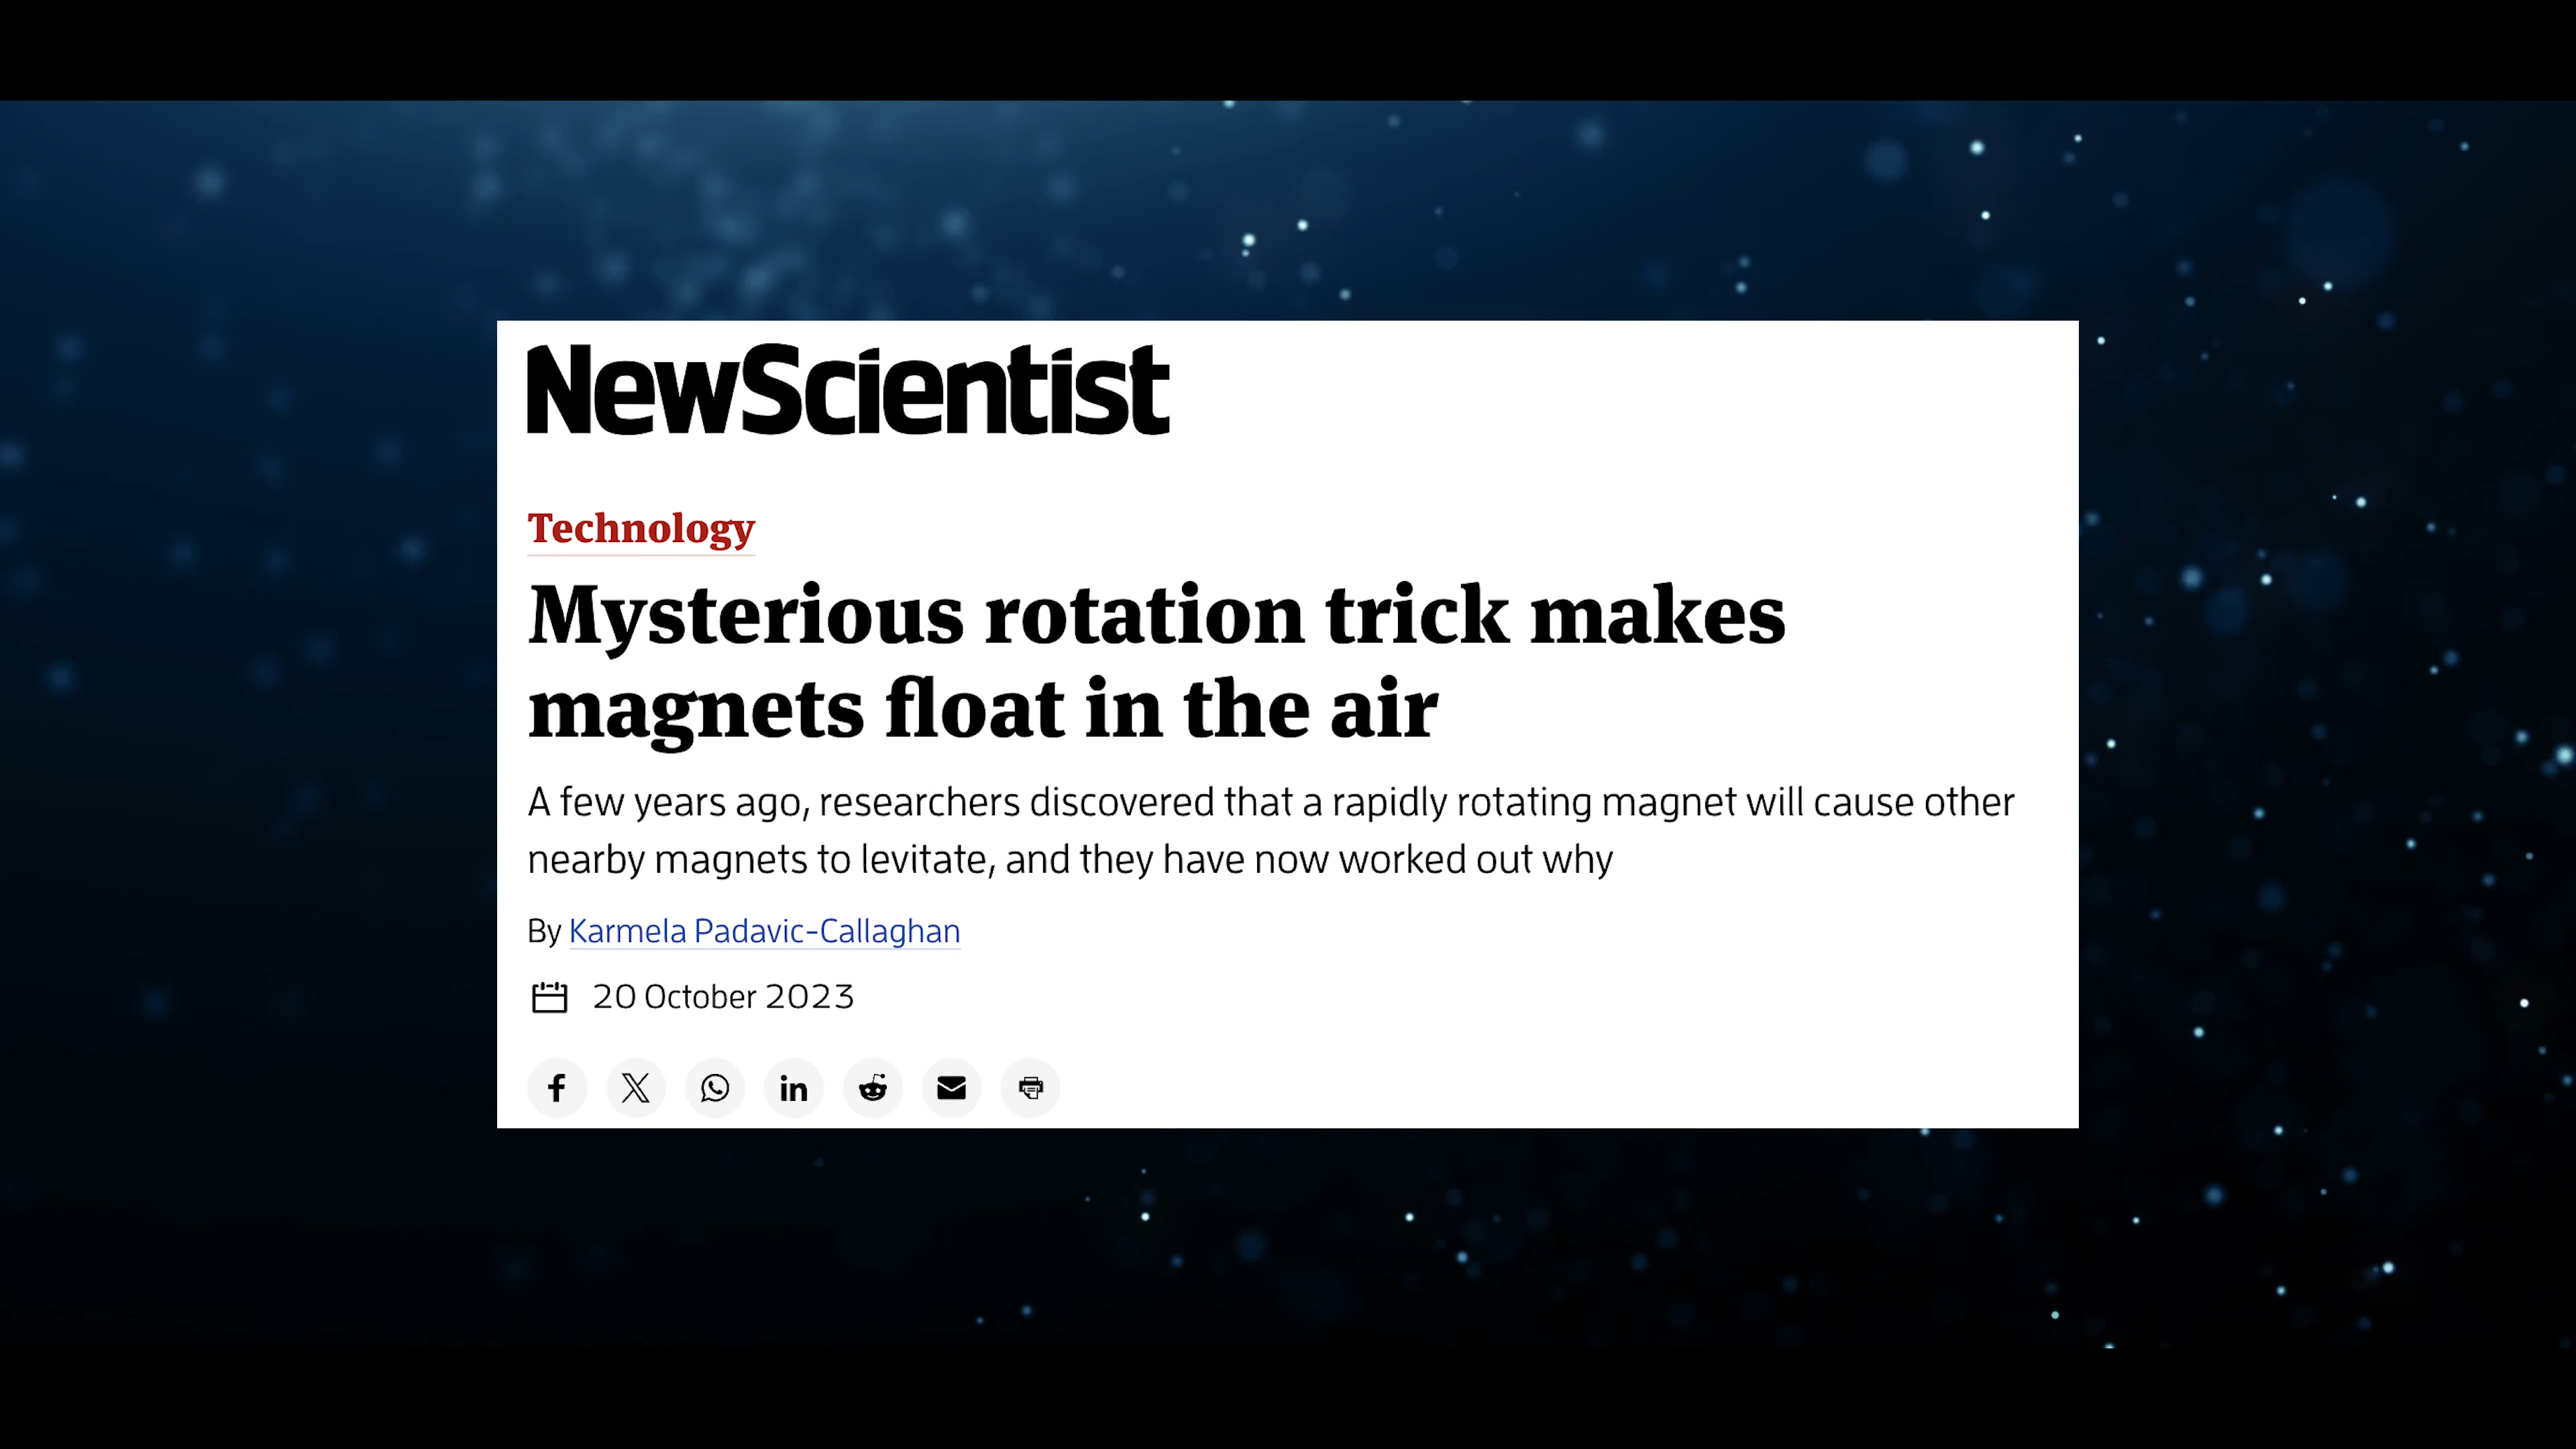 NewScientist
Technology
Mysterious rotation trick makes
magnets float in the air
A few years ago, researchers discovered that a rapidly rotating magnet will cause other
nearby magnets to levitate, and they have now worked out why
By Karmela Padavic-Callaghan
20 October 2023